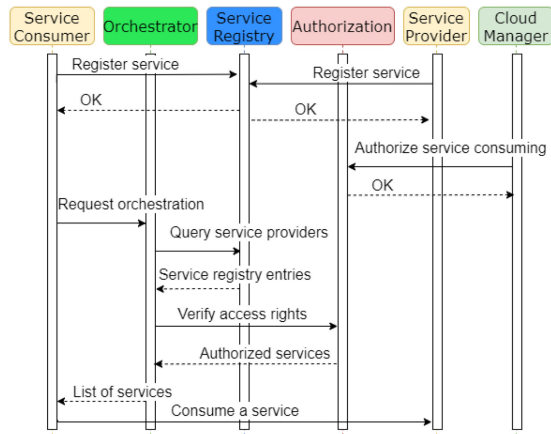 Service
Consumer
Orchestrator
Service
Registry
Authorization
Service
Provider
Cloud
Manager
Register service
Register service
OK
OK
Authorize service consuming
OK
Request orchestration
Query service providers
Service registry entries
Verify access rights
Authorized services
List of services
Consume a service